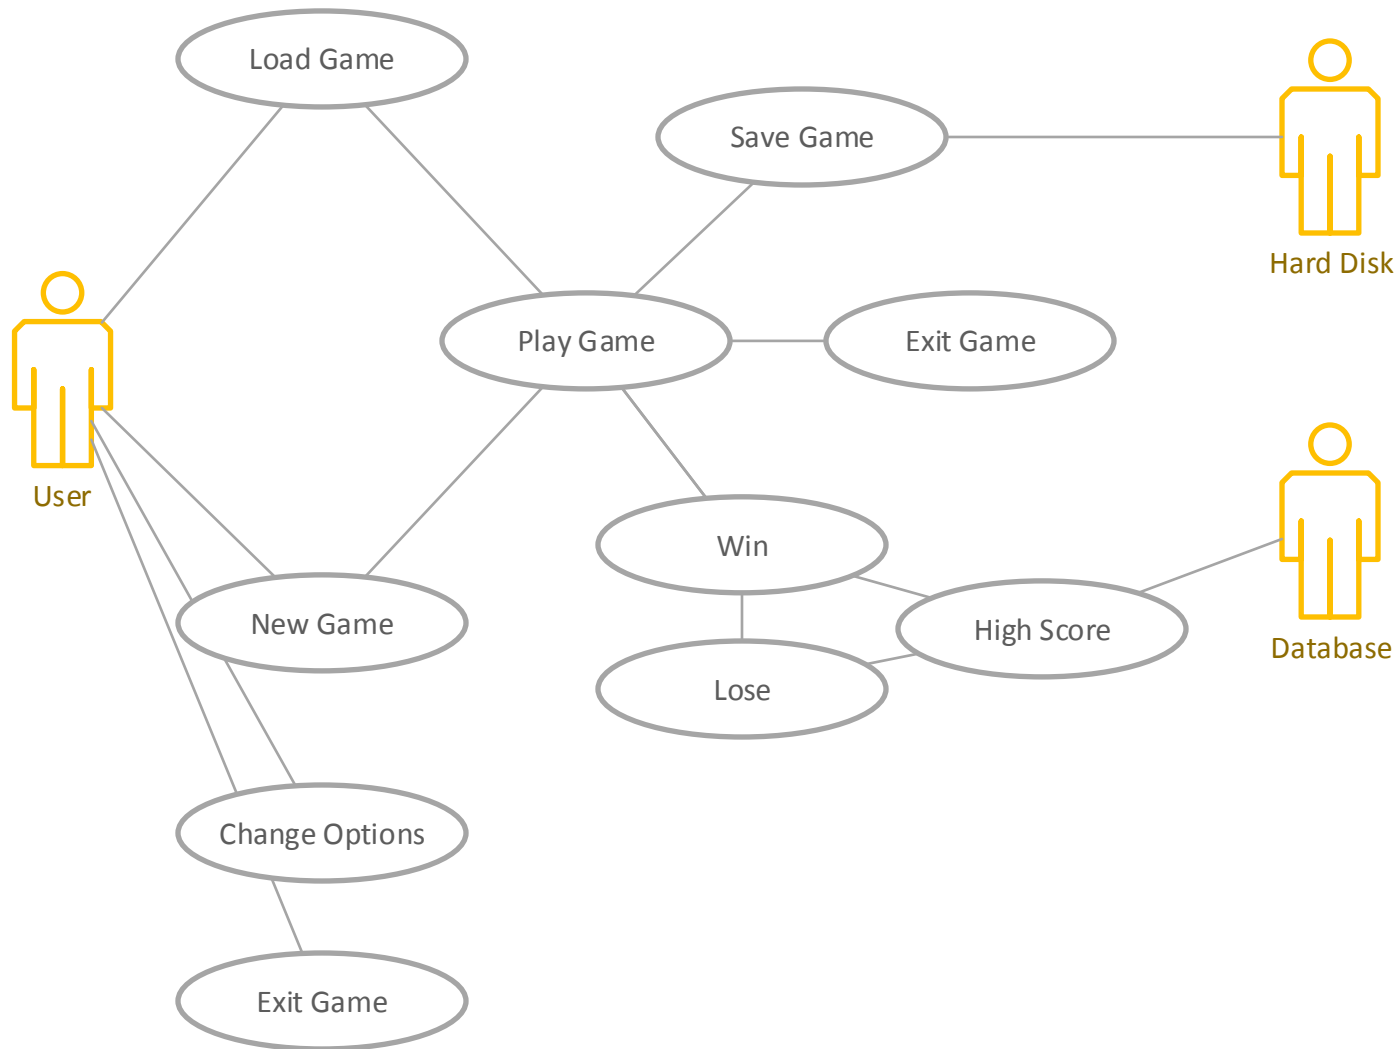 Load Game
Save Game
Hard Disk
Play Game
Exit Game
User
Win
New Game
High Score
Database
Lose
Change Options
Exit Game